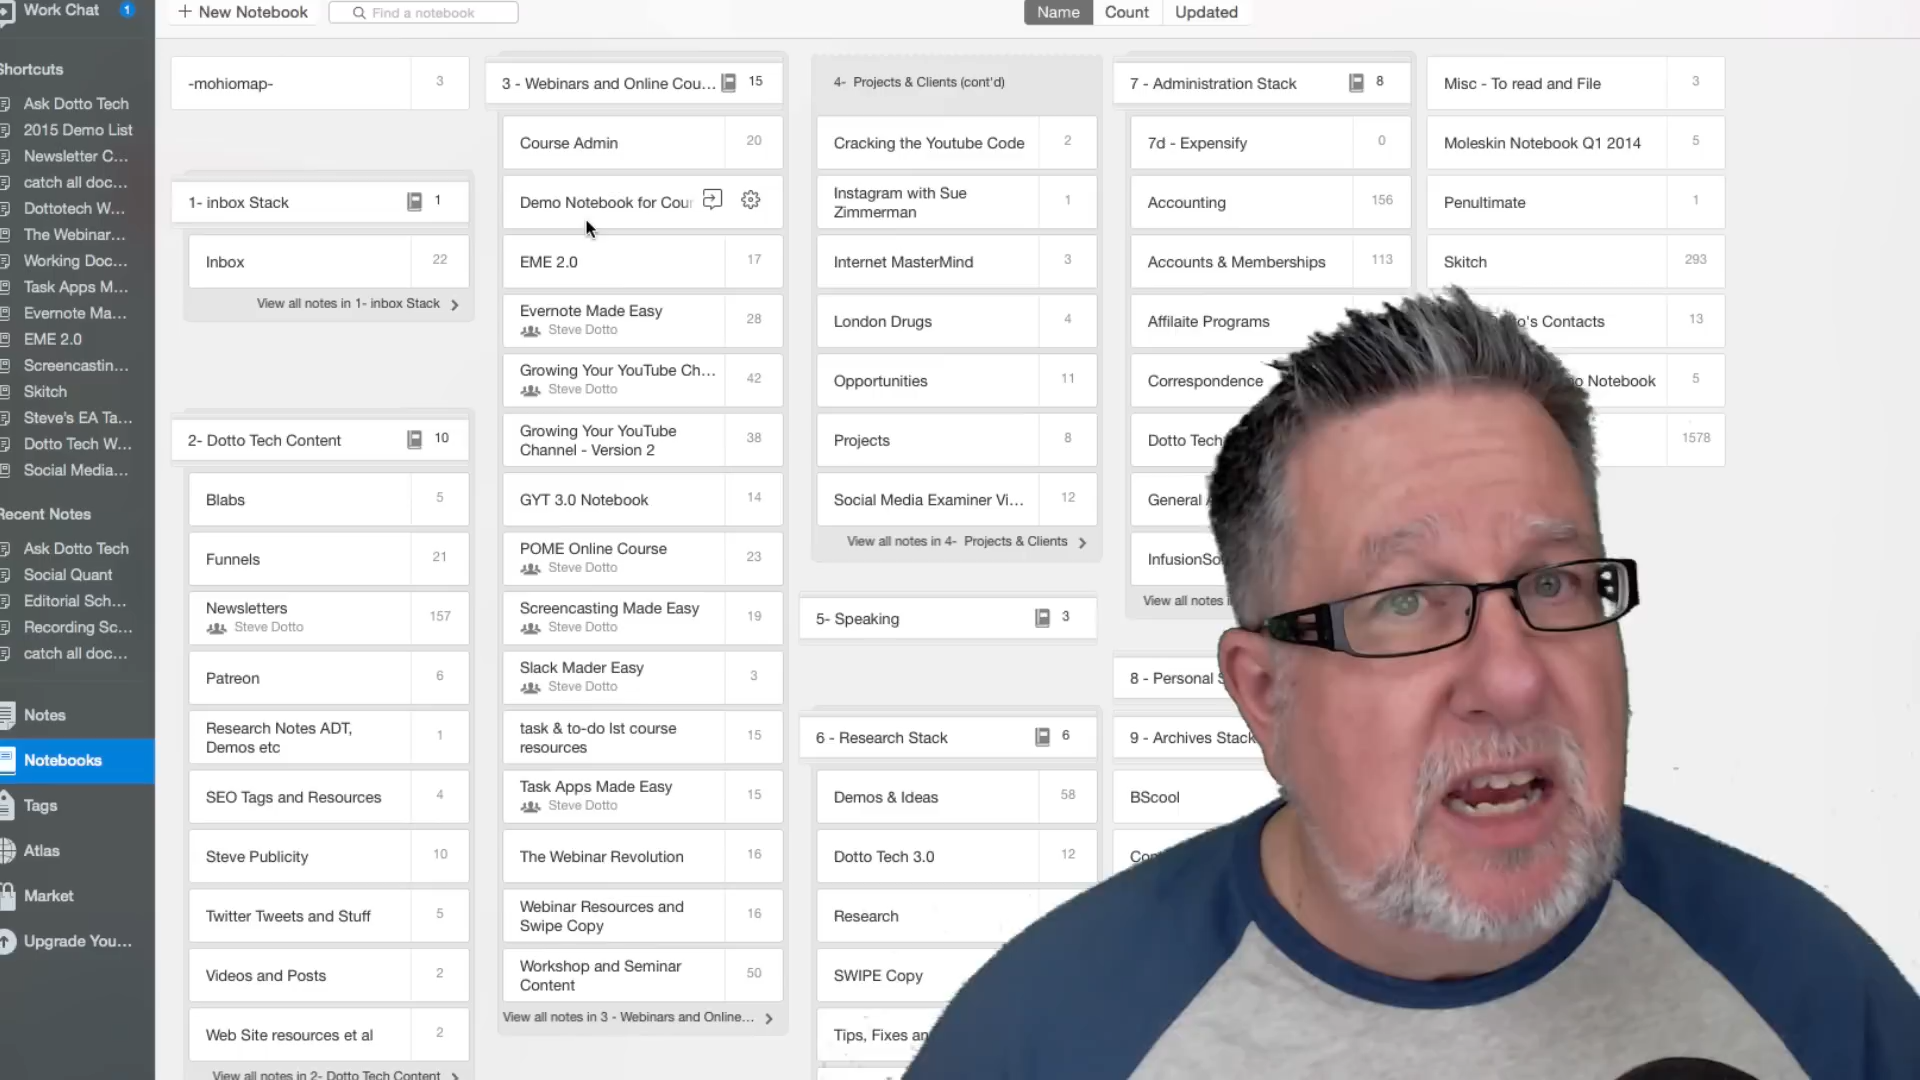 Work Chat 1
Shortcuts
Ask Dotto Tech
2015 Demo List
Newsletter C...
catch all doc...
Dottotech W...
The Webinar...
Working Doc...
Task Apps M...
Evernote Ma...
EME 2.0
Screencasting...
Skitch
Steve's EA Ta...
Dotto Tech W...
Social Media...
Recent Notes
Ask Dotto Tech
Social Quant
Editorial Sch...
Recording Sc...
catch all doc...
Notes
Notebooks
Tags
Atlas
Market
Upgrade You...
+ New Notebook
Find a notebook
Name Count Updated
-mohiomap- 3
1- inbox Stack 1
Inbox 22
View all notes in 1- inbox Stack
2- Dotto Tech Content 10
Blabs 5
Funnels 21
Newsletters 157
Steve Dotto
Patreon 6
Research Notes ADT,
Demos etc 1
SEO Tags and Resources 4
Steve Publicity 10
Twitter Tweets and Stuff 5
Videos and Posts 2
Web Site resources et al 2
View all notes in 2- Dotto Tech Content
3 - Webinars and Online Cou... 15
Course Admin 20
Demo Notebook for Cour
EME 2.0 17
Evernote Made Easy 28
Steve Dotto
Growing Your YouTube Ch... 42
Steve Dotto
Growing Your YouTube
Channel - Version 2 38
GYT 3.0 Notebook 14
POME Online Course 23
Steve Dotto
Screencasting Made Easy 19
Steve Dotto
Slack Mader Easy 3
Steve Dotto
task & to-do lst course
resources 15
Task Apps Made Easy 15
Steve Dotto
The Webinar Revolution 16
Webinar Resources and
Swipe Copy 16
Workshop and Seminar
Content 50
View all notes in 3 - Webinars and Online...
4- Projects & Clients (cont'd)
Cracking the Youtube Code 2
Instagram with Sue
Zimmerman 1
Internet MasterMind 3
London Drugs 4
Opportunities 11
Projects 8
Social Media Examiner Vi... 12
View all notes in 4- Projects & Clients
5- Speaking 3
6 - Research Stack 6
Demos & Ideas 58
Dotto Tech 3.0 12
Research
SWIPE Copy
Tips, Fixes an
7 - Administration Stack 8
7d - Expensify 0
Accounting 156
Accounts & Memberships 113
Affilaite Programs
Correspondence
Dotto Tech
General
View all notes
8 - Personal
9 - Archives Stack
BScool
Misc - To read and File 3
Moleskin Notebook Q1 2014 5
Penultimate 1
Skitch 293
Contacts 13
Notebook 5
1578